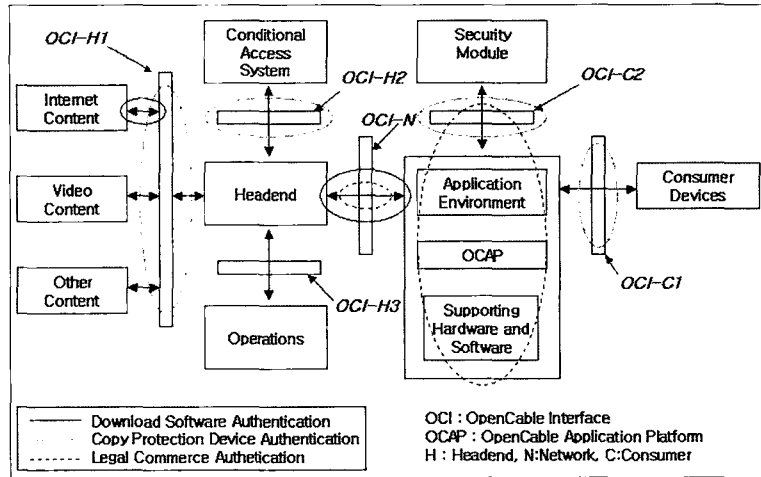 OCI-H1
Conditional
Access
System
Security
Module
OCI-H2
OCI-C2
Internet
Content
OCI-N
Video
Content
Headend
Application
Environment
Consumer
Devices
OCAP
Other
Content
OCI-H3
OCI-C1
Operations
Supporting
Hardware and
Software
Download Software Authentication
Copy Protection Device Authentication
Legal Commerce Authetication
OCI : OpenCable Interface
OCAP : OpenCable Application Platform
H : Headend, N:Network, C:Consumer